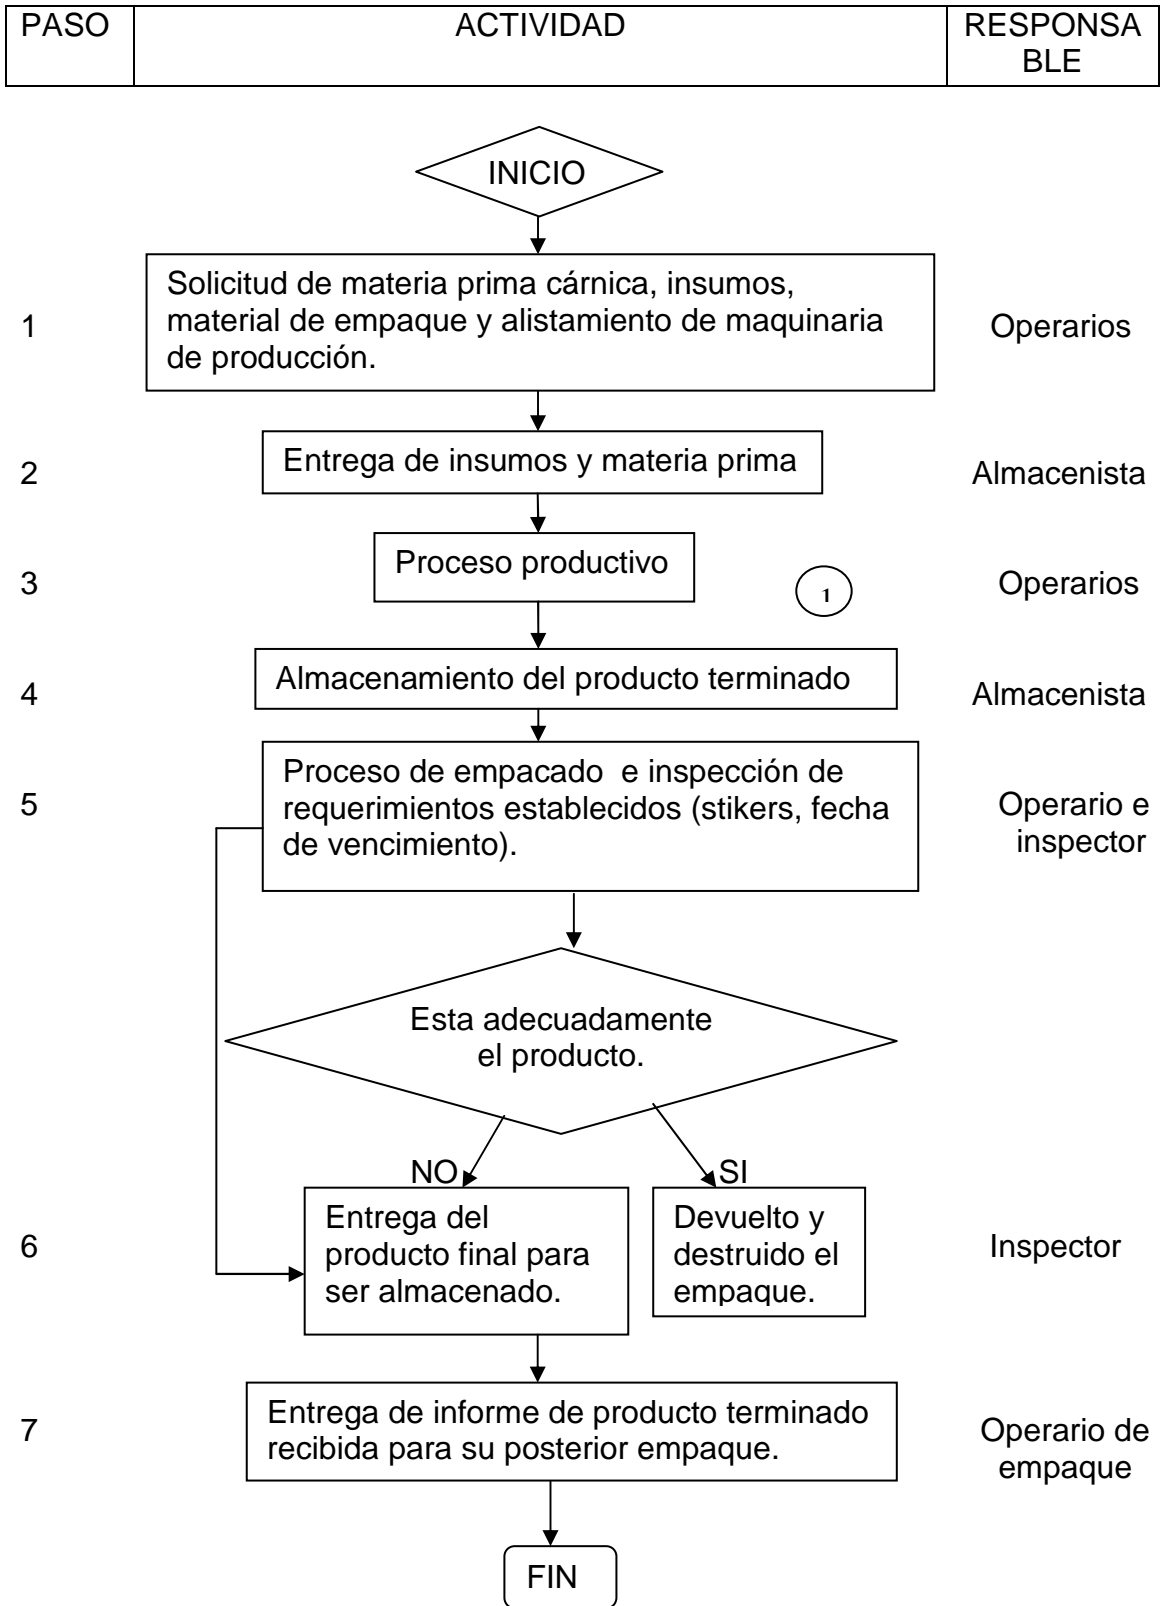 PASO
ACTIVIDAD
RESPONSA
BLE
INICIO
1
Solicitud de materia prima cárnica, insumos,
material de empaque y alistamiento de maquinaria
de producción.
Operarios
2
Entrega de insumos y materia prima
Almacenista
3
Proceso productivo
1
Operarios
4
Almacenamiento del producto terminado
Almacenista
5
Proceso de empacado  e inspección de
requerimientos establecidos (stikers, fecha
de vencimiento).
Operario e
inspector
Esta adecuadamente
el producto.
NO
SI
6
Entrega del
producto final para
ser almacenado.
Devuelto y
destruido el
empaque.
Inspector
7
Entrega de informe de producto terminado
recibida para su posterior empaque.
Operario de
empaque
FIN